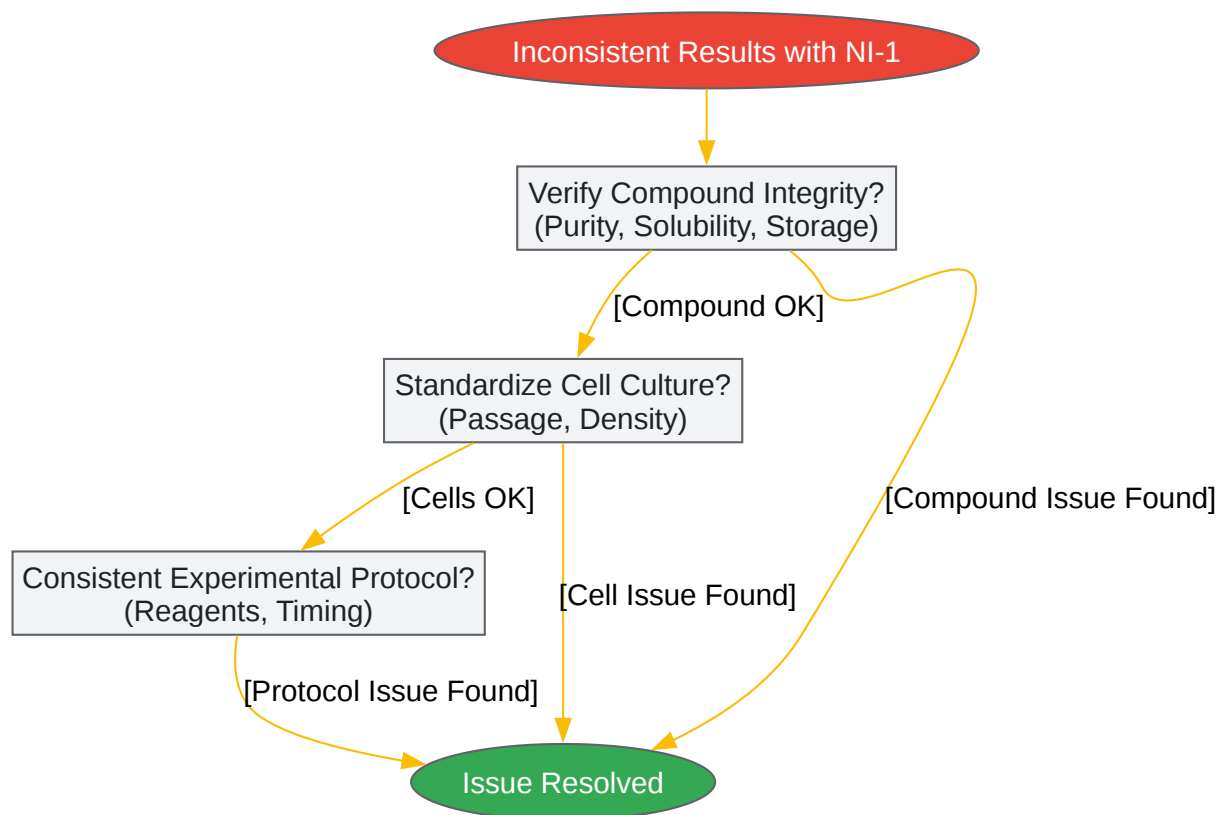 Inconsistent Results with NI-1
Verify Compound Integrity?
(Purity, Solubility, Storage)
[Compound OK]
Standardize Cell Culture?
(Passage, Density)
[Cells OK]
[Compound Issue Found]
Consistent Experimental Protocol?
(Reagents, Timing)
[Cell Issue Found]
[Protocol Issue Found]
Issue Resolved